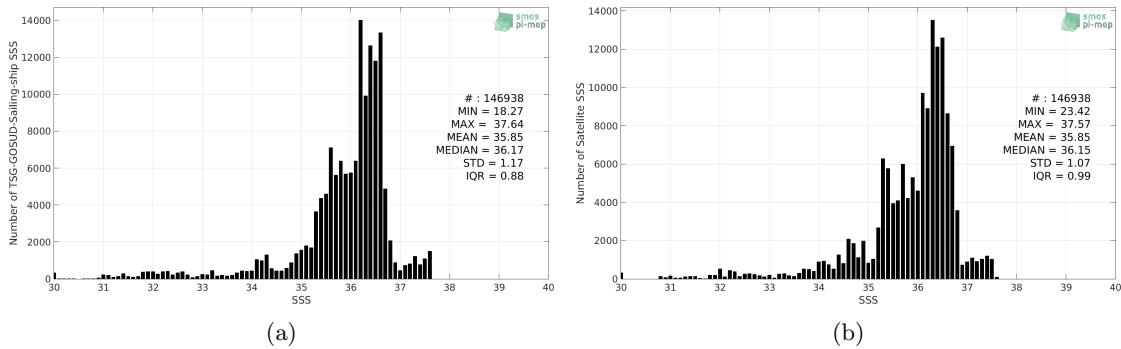 smos
pi-mep
Number of TSG-GOSUD-Sailing-ship SSS
14000
12000
10000
8000
6000
4000
2000
0
# : 146938
MIN = 18.27
MAX = 37.64
MEAN = 35.85
MEDIAN = 36.17
STD = 1.17
IQR = 0.88
30 31 32 33 34 35 36 37 38 39 40
SSS
(a)
smos
pi-mep
Number of Satellite SSS
14000
12000
10000
8000
6000
4000
2000
0
# : 146938
MIN = 23.42
MAX = 37.57
MEAN = 35.85
MEDIAN = 36.15
STD = 1.07
IQR = 0.99
30 31 32 33 34 35 36 37 38 39 40
SSS
(b)